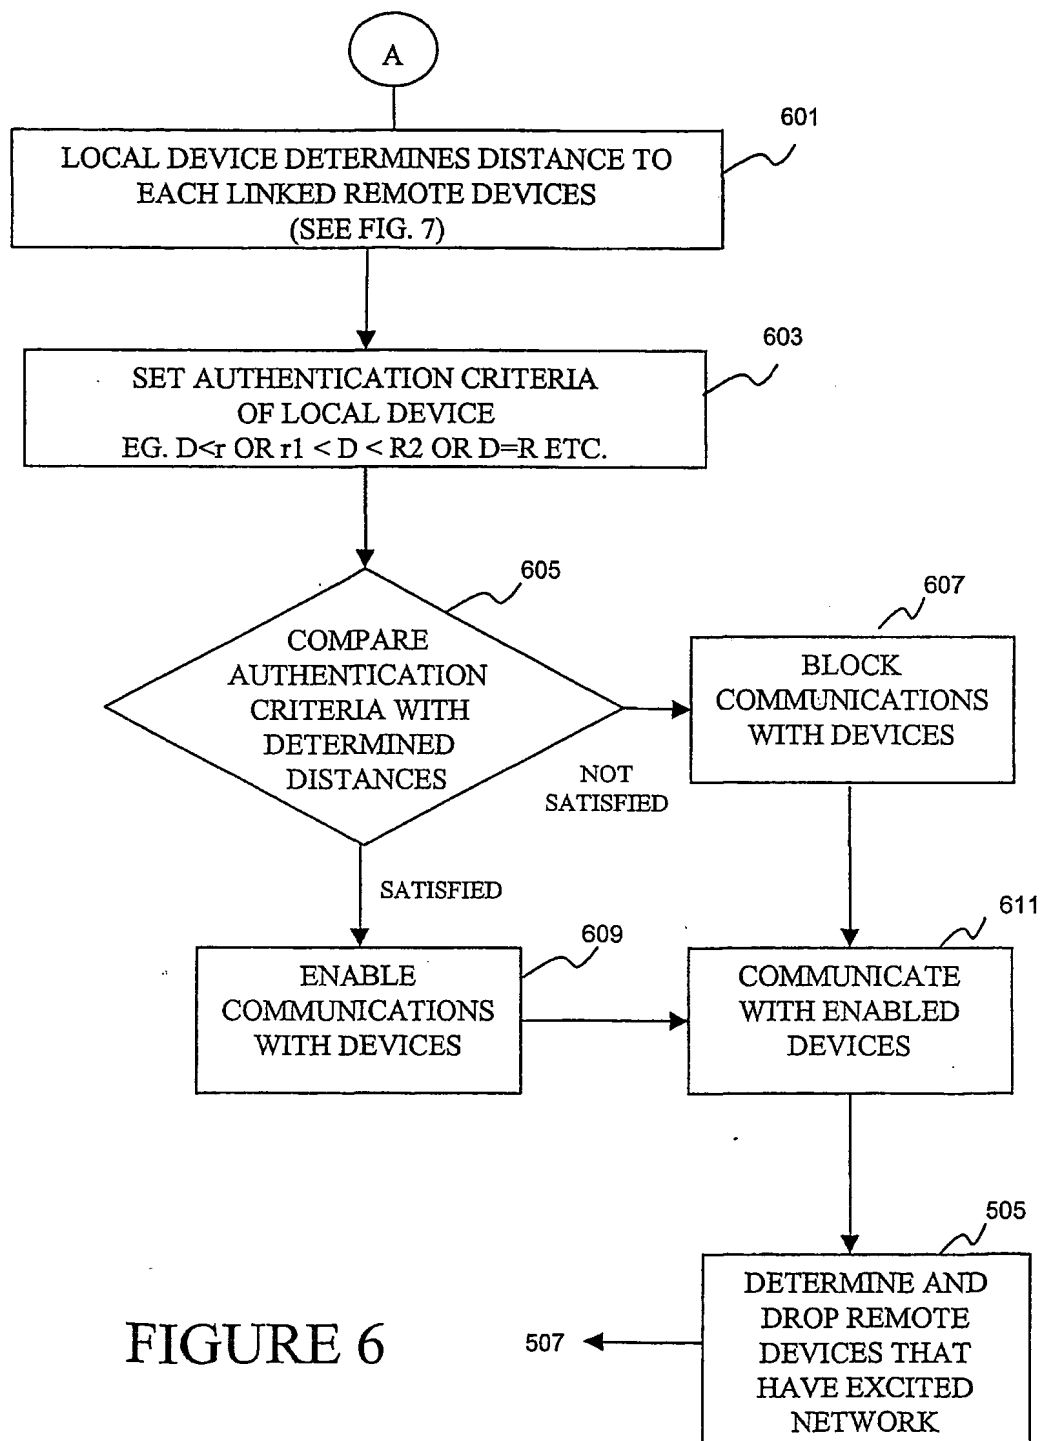 A
601
LOCAL DEVICE DETERMINES DISTANCE TO
EACH LINKED REMOTE DEVICES
(SEE FIG. 7)
603
SET AUTHENTICATION CRITERIA
OF LOCAL DEVICE
EG. D<r OR r1 < D < R2 OR D=R ETC.
605
COMPARE
AUTHENTICATION
CRITERIA WITH
DETERMINED
DISTANCES
607
BLOCK
COMMUNICATIONS
WITH DEVICES
NOT
SATISFIED
SATISFIED
609
ENABLE
COMMUNICATIONS
WITH DEVICES
611
COMMUNICATE
WITH ENABLED
DEVICES
505
DETERMINE AND
DROP REMOTE
DEVICES THAT
HAVE EXCITED
NETWORK
507
FIGURE 6